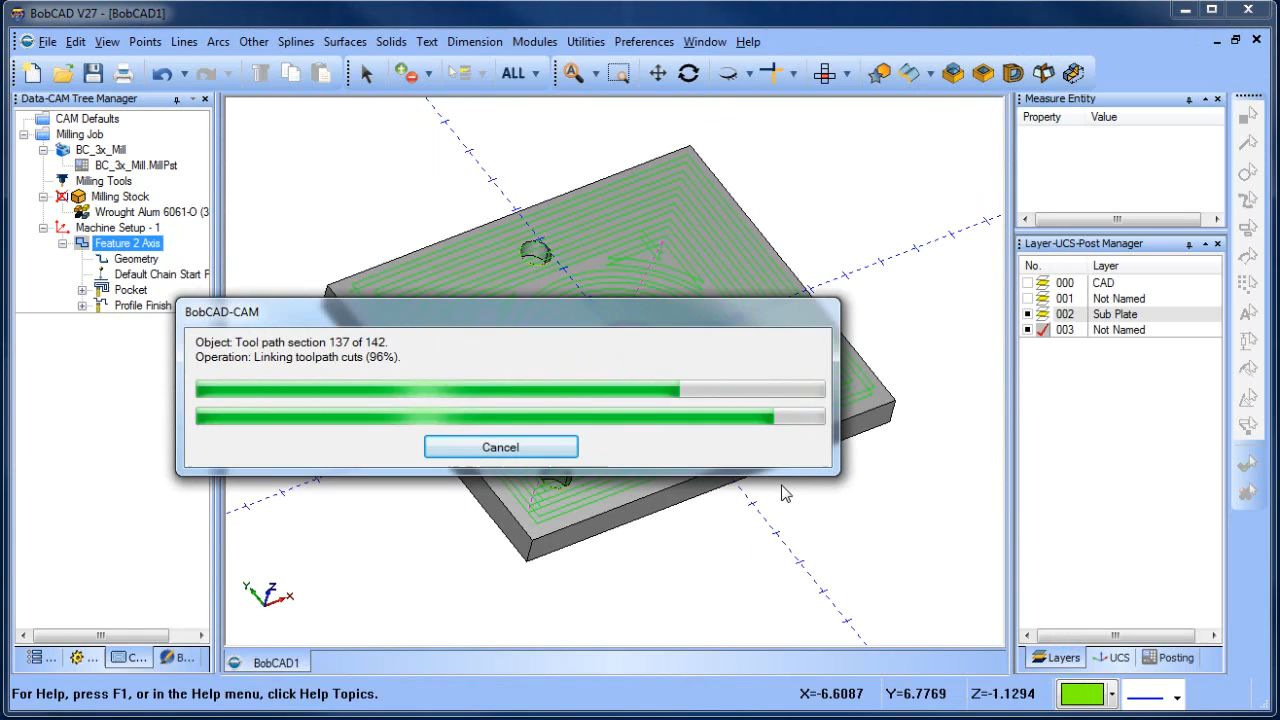 BobCAD V27 - [BobCAD1]
File Edit View Points Lines Arcs Other Splines Surfaces Solids Text Dimension Modules Utilities Preferences Window Help
ALL
Data-CAM Tree Manager
CAM Defaults
Milling Job
BC_3x_Mill
BC_3x_Mill.MillPst
Milling Tools
Milling Stock
Wrought Alum 6061-O (3
Machine Setup - 1
Feature 2 Axis
Geometry
Default Chain Start P
Pocket
Profile Finish
BobCAD-CAM
Object: Tool path section 137 of 142.
Operation: Linking toolpath cuts (96%).
Cancel
Y Z X
Measure Entity
Property Value
Layer-UCS-Post Manager
No. Layer
000 CAD
001 Not Named
002 Sub Plate
003 Not Named
... ... C... B...
BobCAD1
Layers UCS Posting
For Help, press F1, or in the Help menu, click Help Topics.
X=-6.6087 Y=6.7769 Z=-1.1294